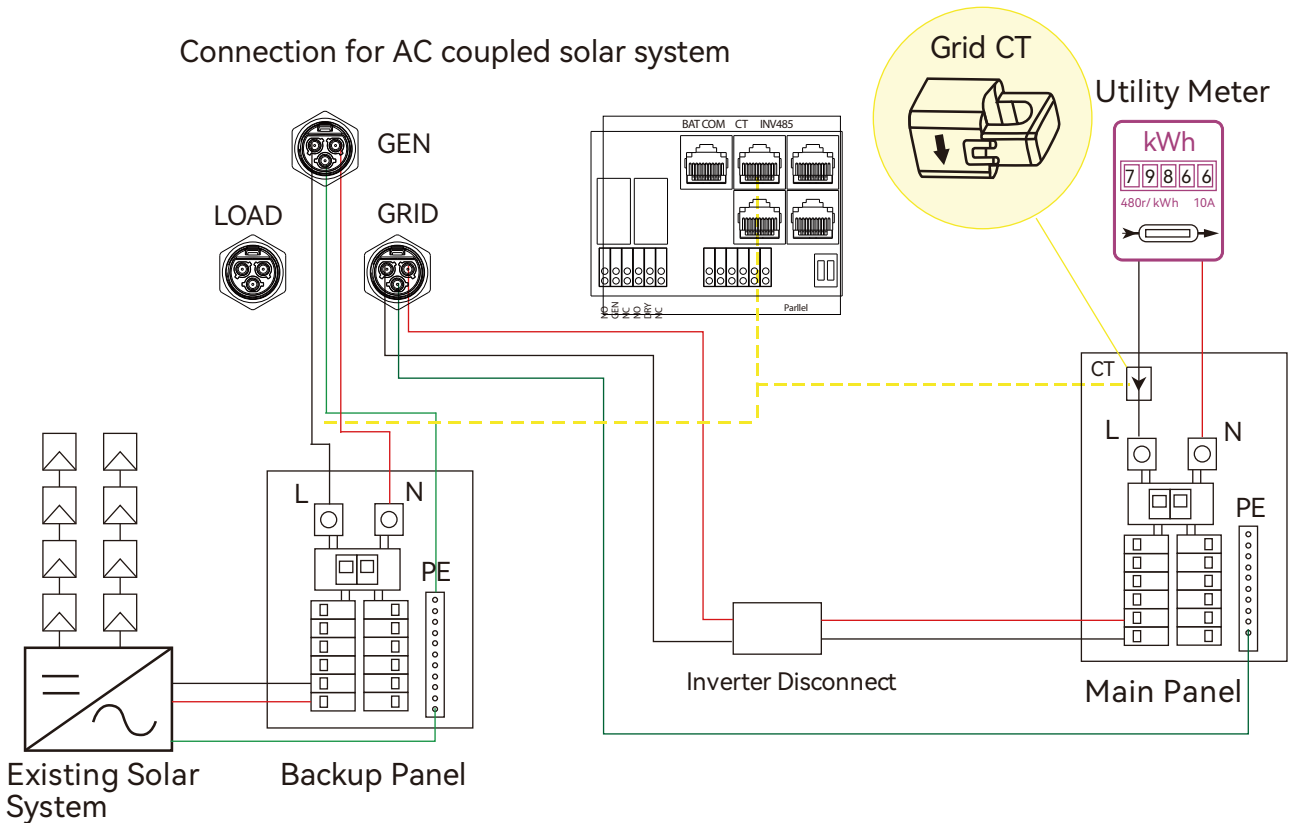 Connection for AC coupled solar system
Grid CT
Utility Meter
kWh
79866
480r/ kWh 10A
GEN
LOAD
GRID
BAT COM CT INV485
NO
GEN
NC
NO
DRY
NC
Parllel
CT
L
N
PE
L
N
PE
Inverter Disconnect
Main Panel
Existing Solar
System
Backup Panel